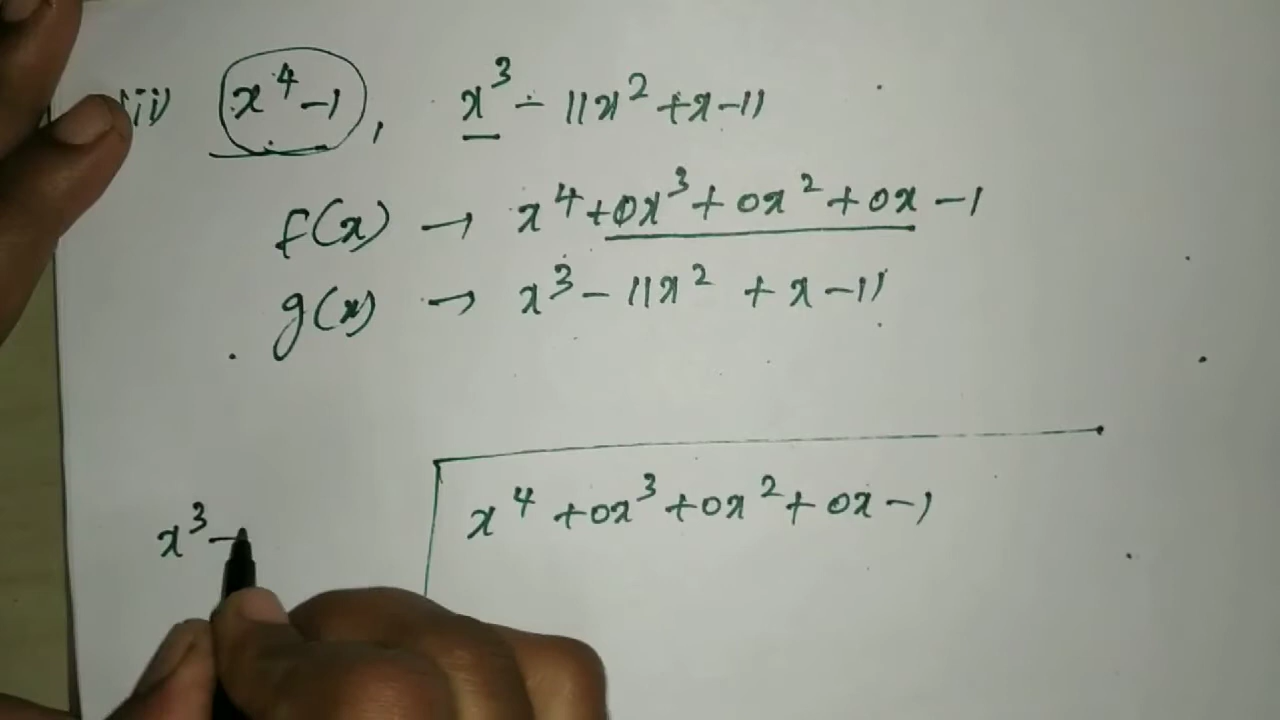 iii) x⁴ - 1, x³ - 11x² + x - 11
f(x) → x⁴ + 0x³ + 0x² + 0x - 1
g(x) → x³ - 11x² + x - 11
x⁴ + 0x³ + 0x² + 0x - 1
x³ -